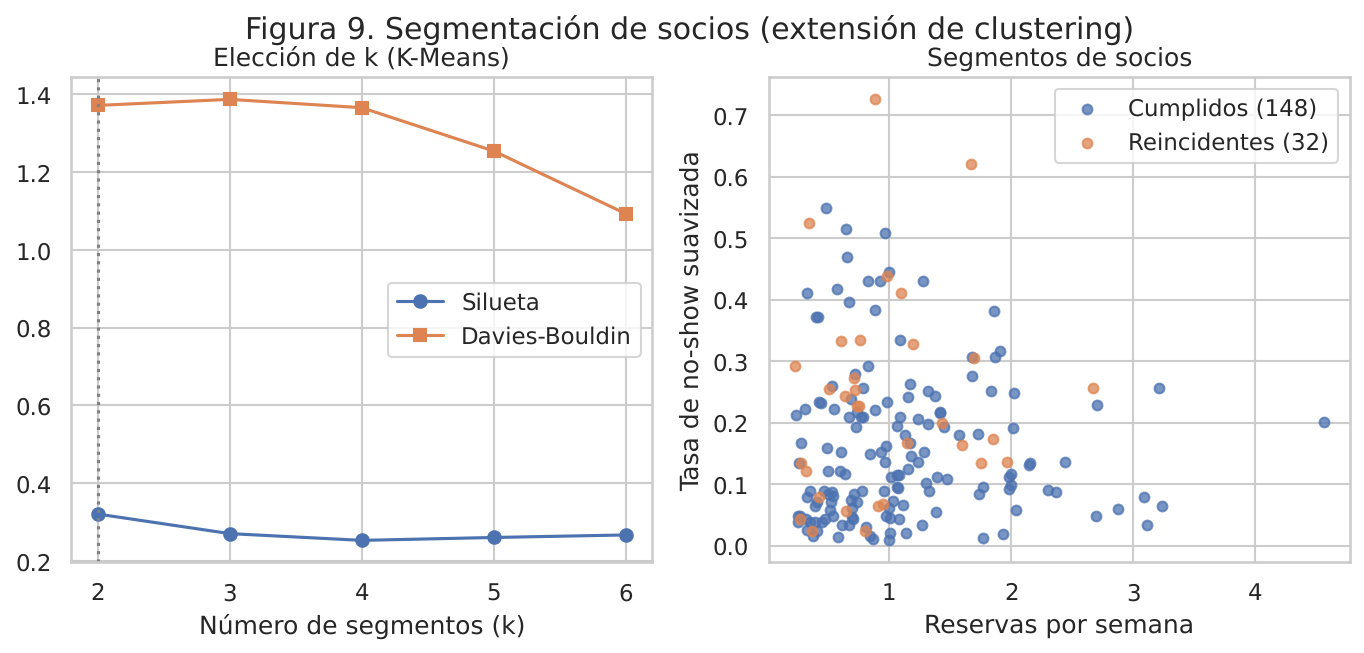 Figura 9. Segmentación de socios (extensión de clustering)
Elección de k (K-Means)
1.4
1.2
1.0
0.8
0.6
0.4
0.2
Silueta
Davies-Bouldin
2 3 4 5 6
Número de segmentos (k)
Segmentos de socios
Tasa de no-show suavizada
0.7
0.6
0.5
0.4
0.3
0.2
0.1
0.0
Cumplidos (148)
Reincidentes (32)
1 2 3 4
Reservas por semana